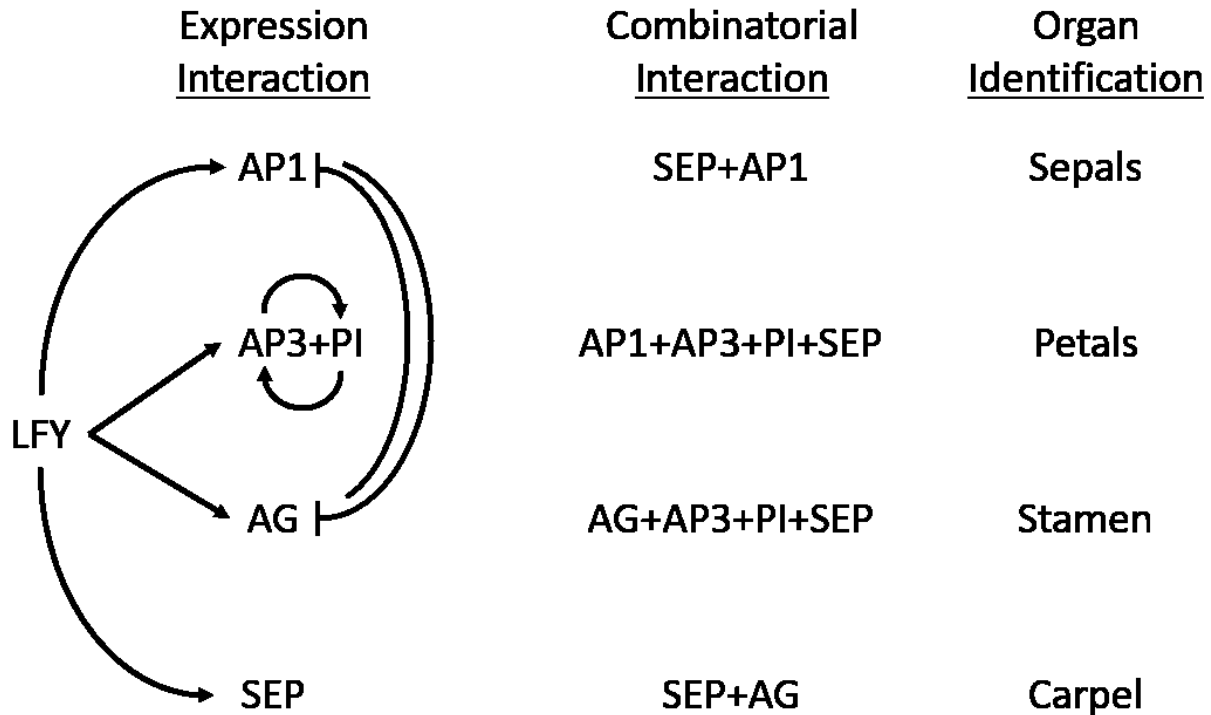 Expression Interaction
Combinatorial Interaction
Organ Identification
AP1
SEP+AP1
Sepals
AP3+PI
AP1+AP3+PI+SEP
Petals
LFY
AG
AG+AP3+PI+SEP
Stamen
SEP
SEP+AG
Carpel